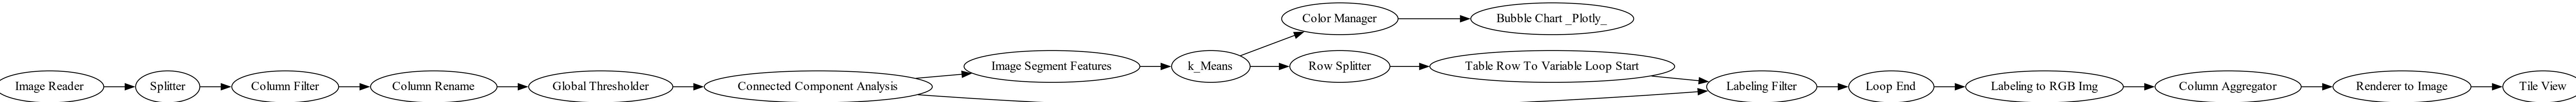 Color Manager
Bubble Chart _Plotly_
Image Segment Features
k_Means
Row Splitter
Table Row To Variable Loop Start
Image Reader
Splitter
Column Filter
Column Rename
Global Thresholder
Connected Component Analysis
Labeling Filter
Loop End
Labeling to RGB Img
Column Aggregator
Renderer to Image
Tile View